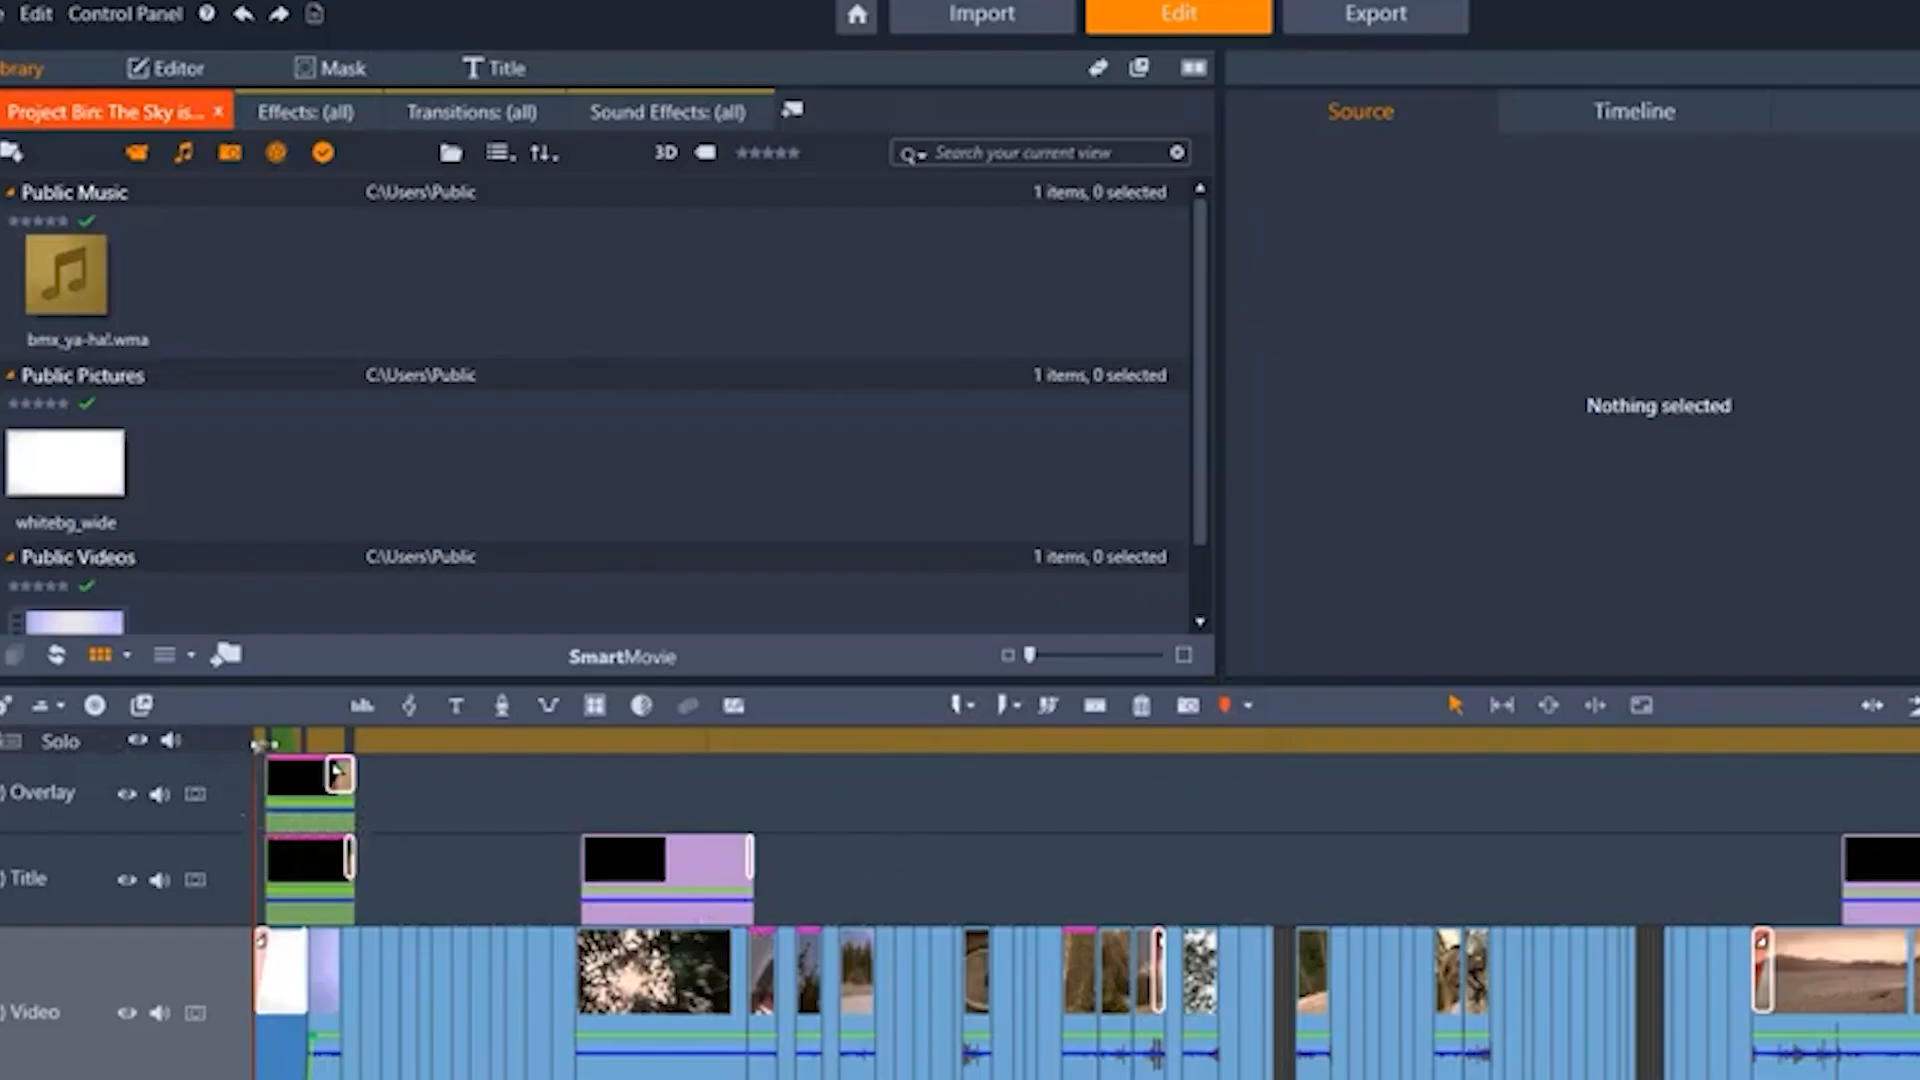 Edit Control Panel
Import
Edit
Export
brary
Editor
Mask
Title
Project Bin: The Sky is... x
Effects: (all)
Transitions: (all)
Sound Effects: (all)
Source
Timeline
3D
Search your current view
Public Music
C:\Users\Public
1 items, 0 selected
bmx_ya-ha!.wma
Public Pictures
C:\Users\Public
1 items, 0 selected
Nothing selected
whitebg_wide
Public Videos
C:\Users\Public
1 items, 0 selected
SmartMovie
Solo
Overlay
Title
Video